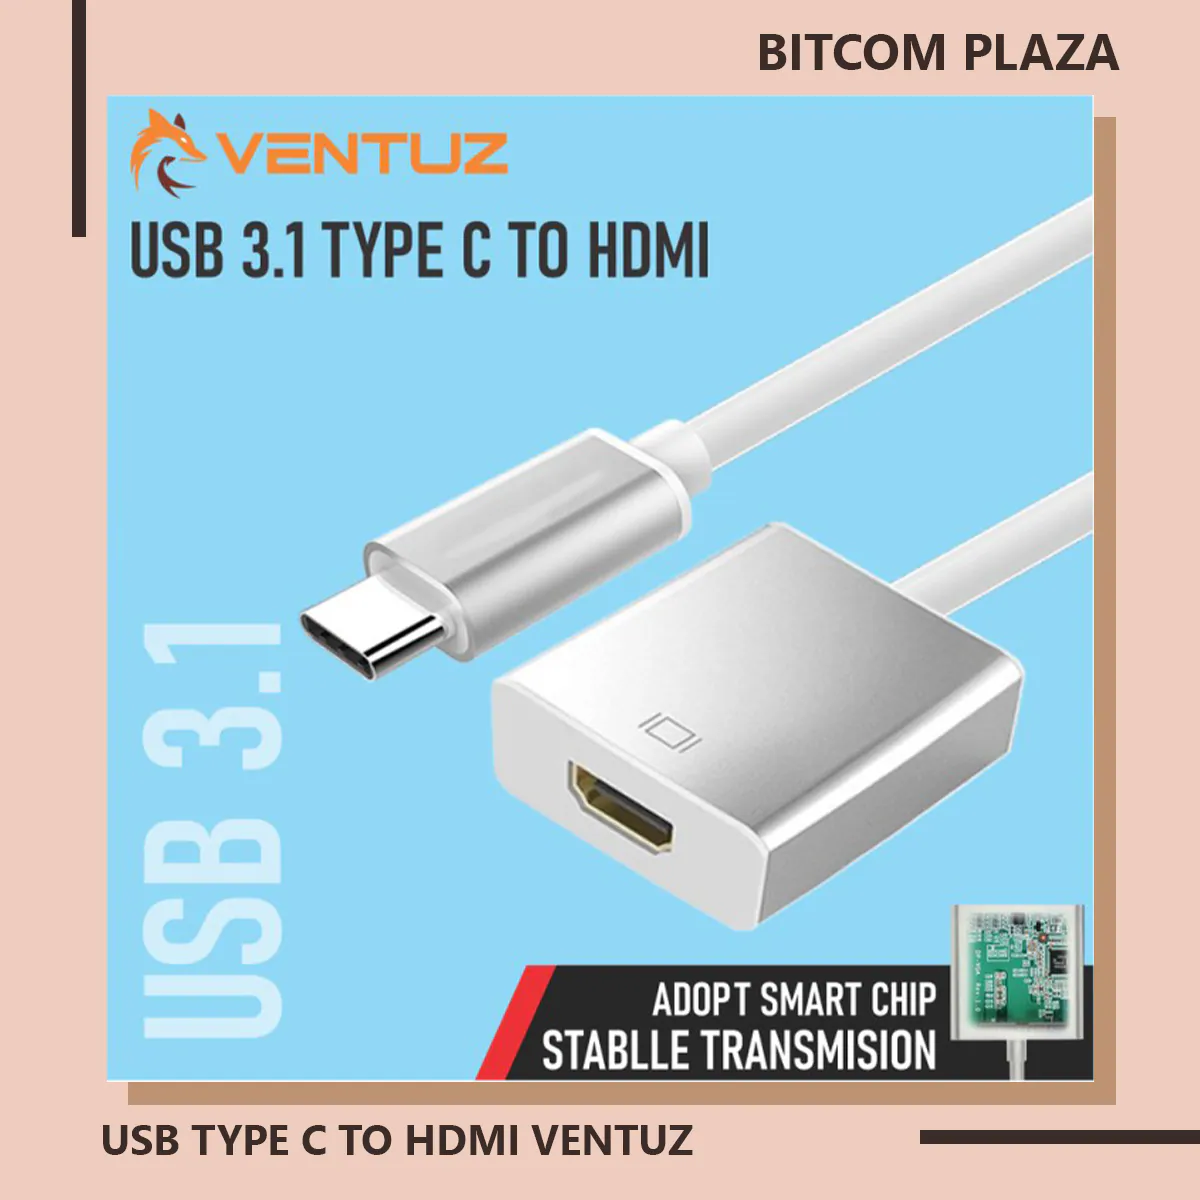 BITCOM PLAZA
VENTUZ
USB 3.1 TYPE C TO HDMI
USB 3.1
ADOPT SMART CHIP
STABLLE TRANSMISION
USB TYPE C TO HDMI VENTUZ